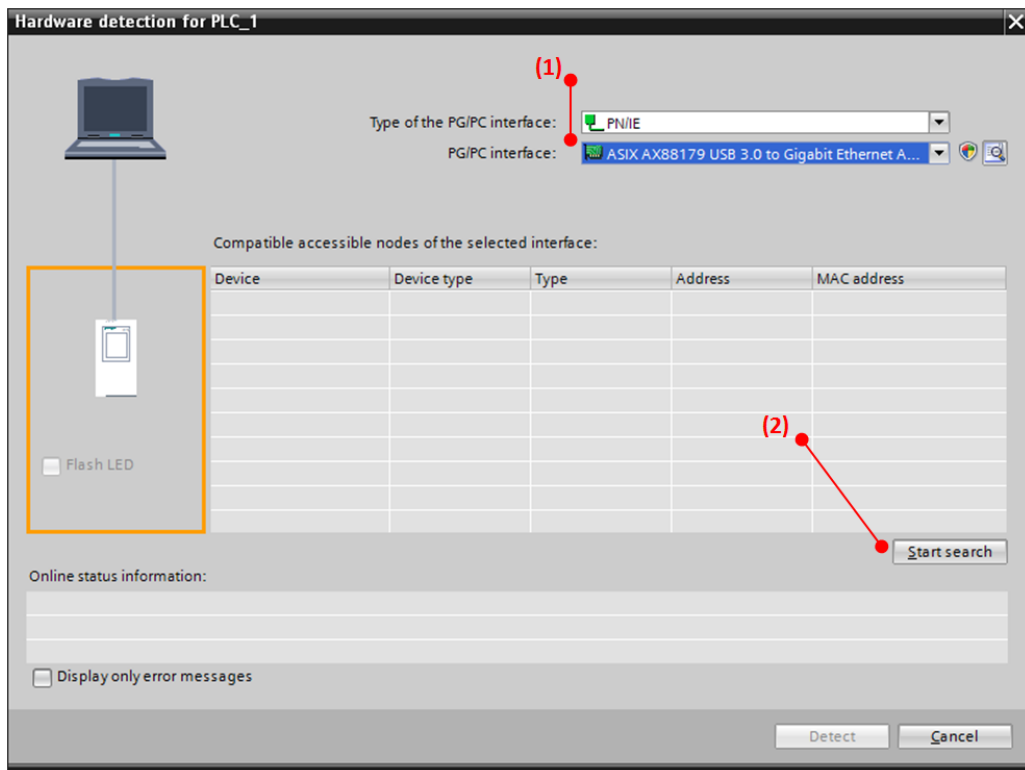 Hardware detection for PLC_1
(1)
Type of the PG/PC interface: PN/IE
PG/PC interface: ASIX AX88179 USB 3.0 to Gigabit Ethernet A...
Compatible accessible nodes of the selected interface:
Device Device type Type Address MAC address
(2)
Flash LED
Start search
Online status information:
Display only error messages
Detect Cancel